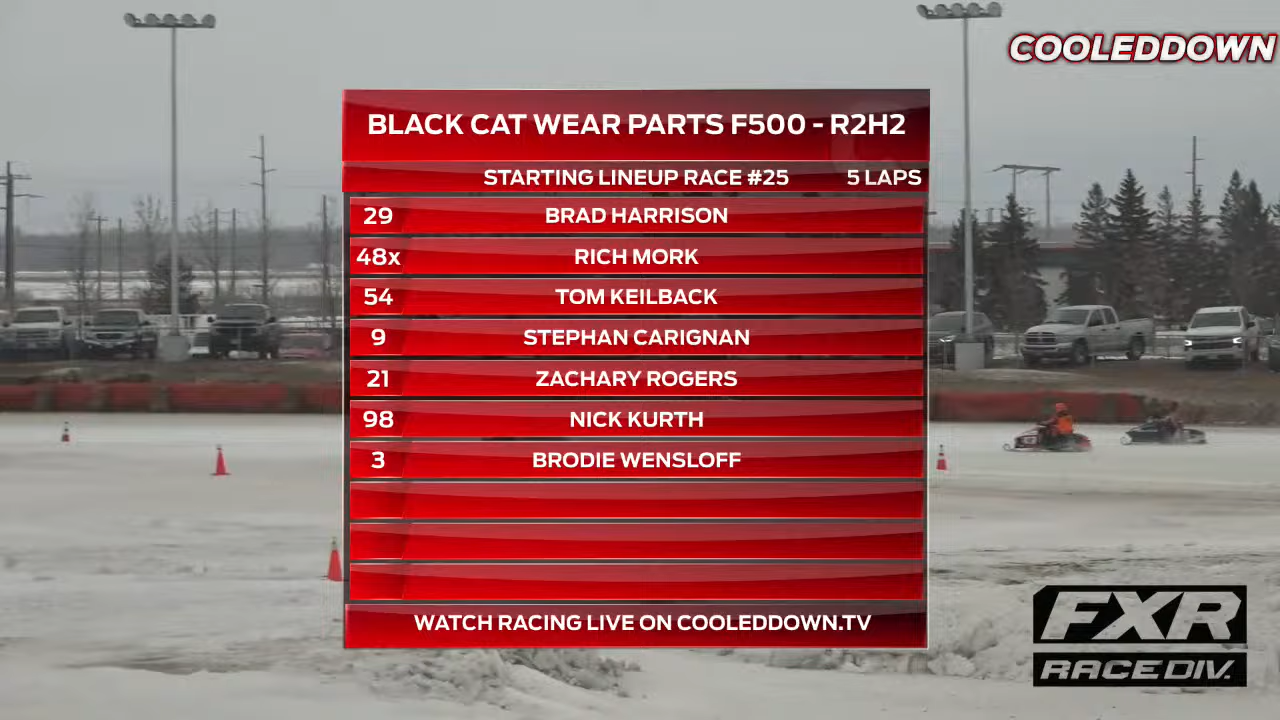 COOLEDDOWN
BLACK CAT WEAR PARTS F500 - R2H2
STARTING LINEUP RACE #25 5 LAPS
29 BRAD HARRISON
48x RICH MORK
54 TOM KEILBACK
9 STEPHAN CARIGNAN
21 ZACHARY ROGERS
98 NICK KURTH
3 BRODIE WENSLOFF
WATCH RACING LIVE ON COOLEDDOWN.TV
FXR
RACE DIV.